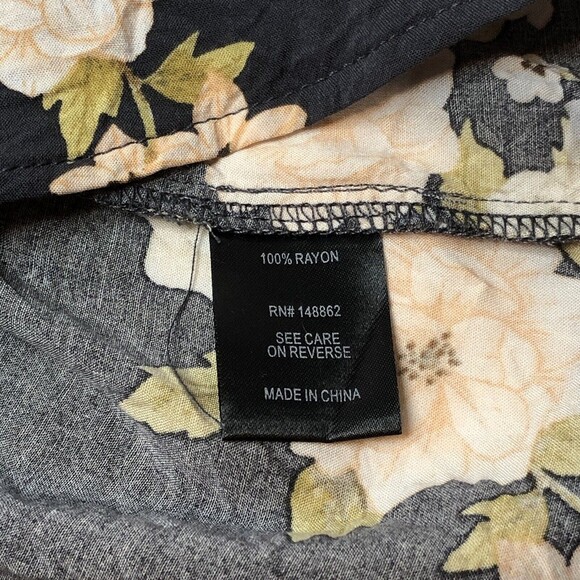 100% RAYON
RN# 148862
SEE CARE
ON REVERSE
MADE IN CHINA